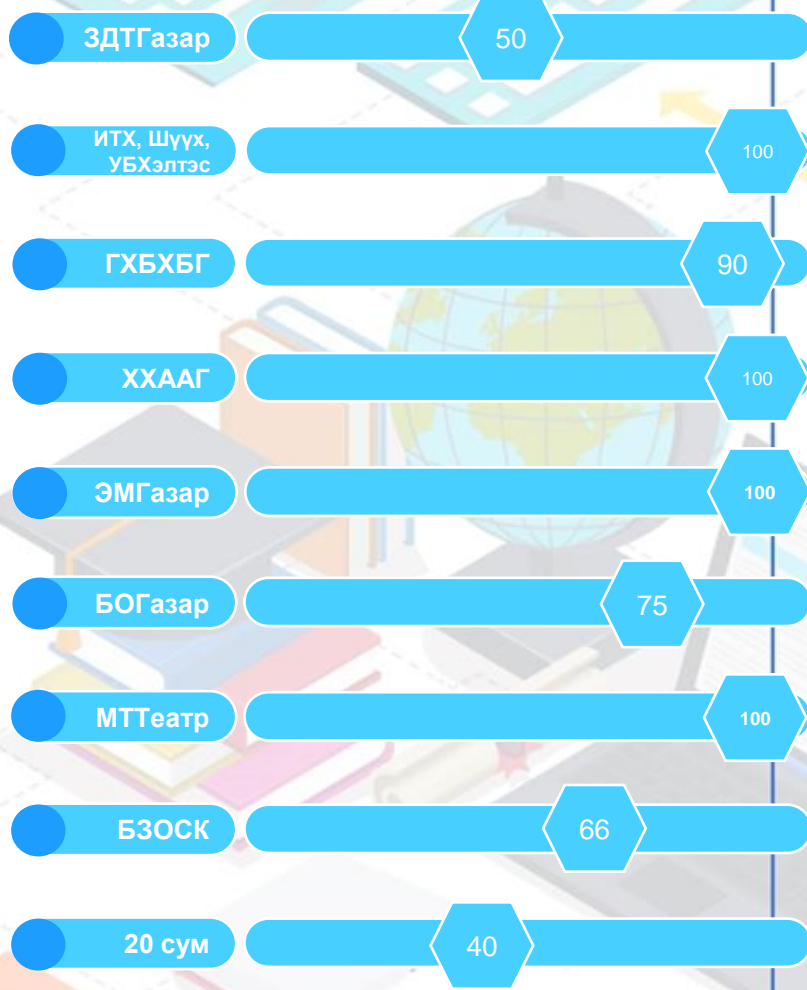 ЗДТГазар 50
ИТХ, Шүүх,
УБХэлтэс 100
ГХБХБГ 90
ХХААГ 100
ЭМГазар 100
БОГазар 75
МТТеатр 100
БЗОСК 66
20 сум 40